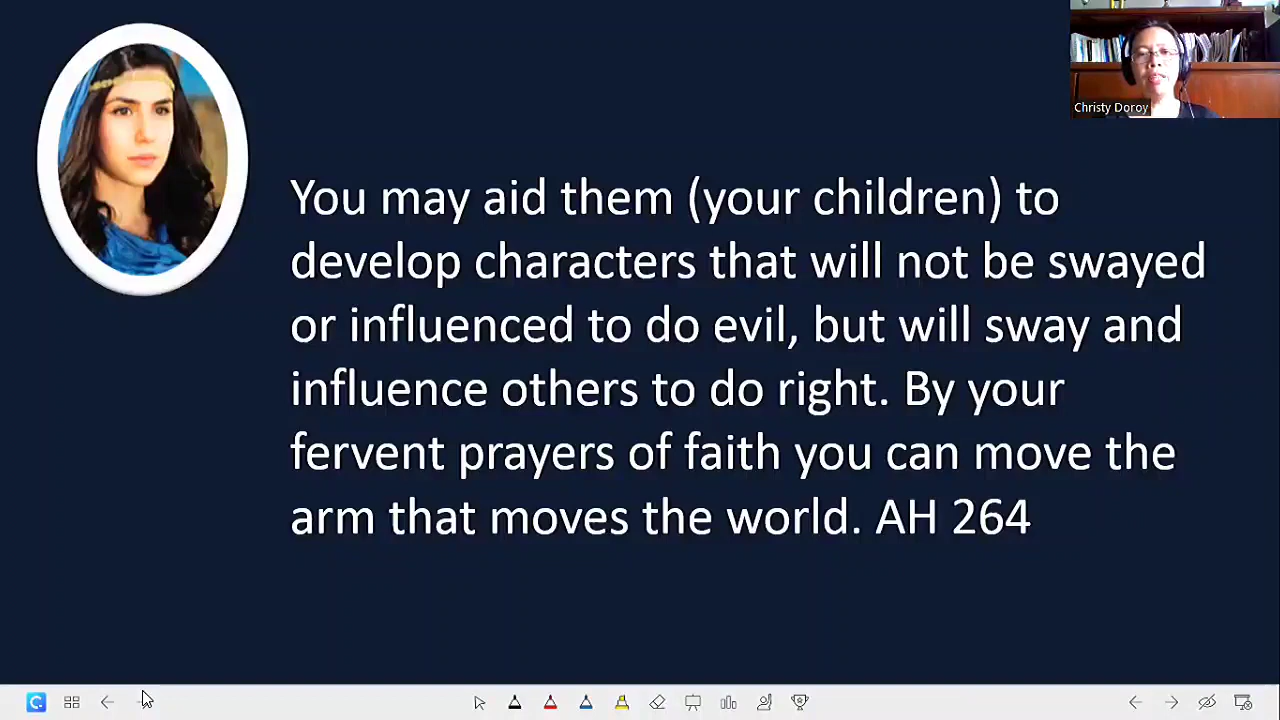 Christy Doroy
You may aid them (your children) to
develop characters that will not be swayed
or influenced to do evil, but will sway and
influence others to do right. By your
fervent prayers of faith you can move the
arm that moves the world. AH 264